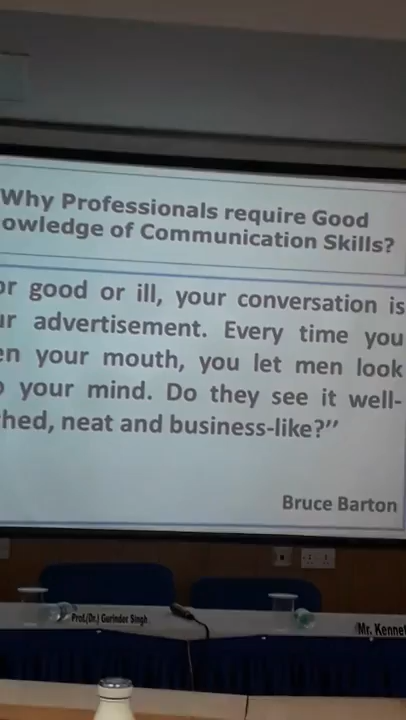 Why Professionals require Good
owledge of Communication Skills?
or good or ill, your conversation is
ur advertisement. Every time you
en your mouth, you let men look
o your mind. Do they see it well-
hed, neat and business-like?”
Bruce Barton
Prof.(Dr.) Gurinder Singh
Mr. Kennet